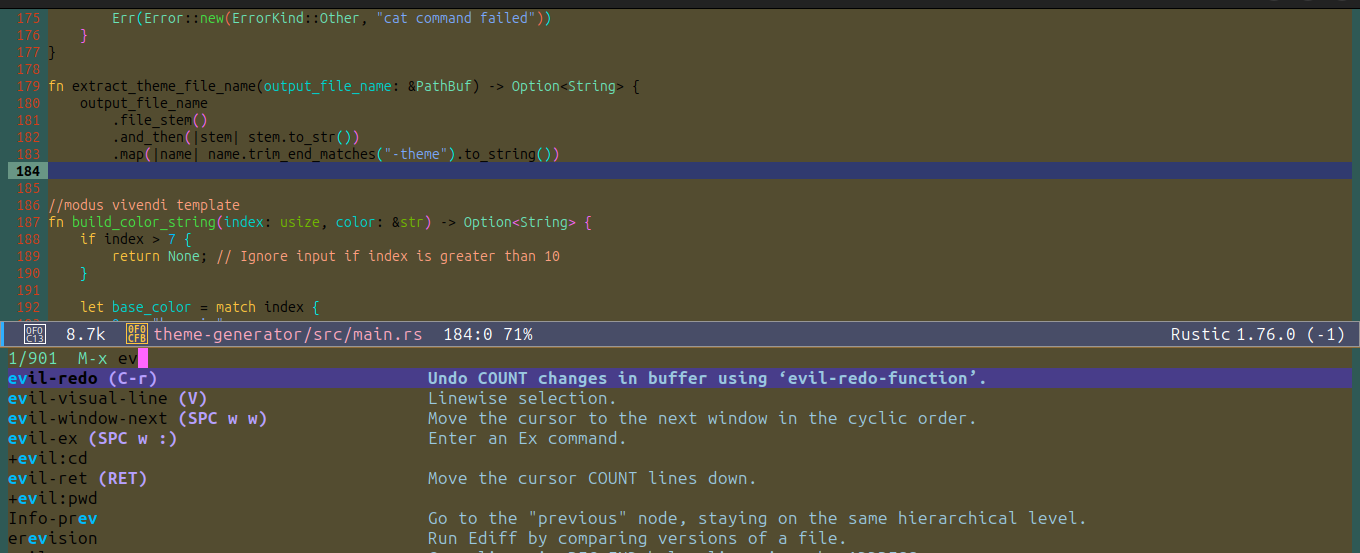 175 Err(Error::new(ErrorKind::Other, "cat command failed"))
176 }
177 }
178
179 fn extract_theme_file_name(output_file_name: &PathBuf) -> Option<String> {
180 output_file_name
181 .file_stem()
182 .and_then(|stem| stem.to_str())
183 .map(|name| name.trim_end_matches("-theme").to_string())
184
185
186 //modus vivendi template
187 fn build_color_string(index: usize, color: &str) -> Option<String> {
188 if index > 7 {
189 return None; // Ignore input if index is greater than 10
190 }
191
192 let base_color = match index {
0F0 C13 8.7k 0F0 CFB theme-generator/src/main.rs 184:0 71% Rustic 1.76.0 (-1)
1/901 M-x ev
evil-redo (C-r) Undo COUNT changes in buffer using ‘evil-redo-function’.
evil-visual-line (V) Linewise selection.
evil-window-next (SPC w w) Move the cursor to the next window in the cyclic order.
evil-ex (SPC w :) Enter an Ex command.
+evil:cd
evil-ret (RET) Move the cursor COUNT lines down.
+evil:pwd
Info-prev Go to the "previous" node, staying on the same hierarchical level.
erevision Run Ediff by comparing versions of a file.